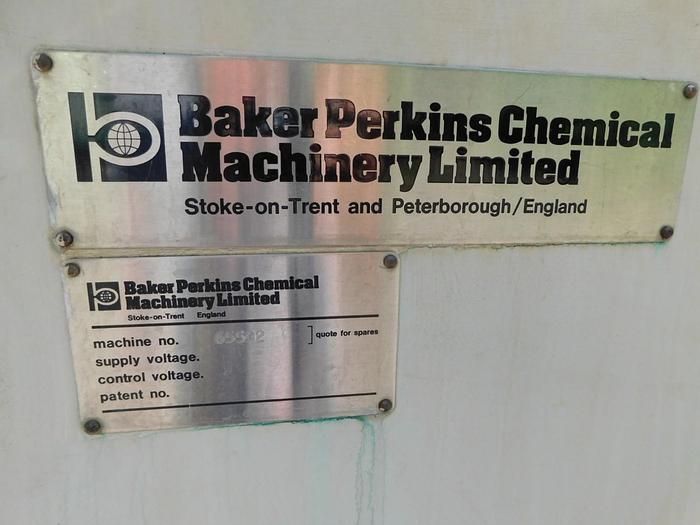 Baker Perkins Chemical
Machinery Limited
Stoke-on-Trent and Peterborough/England
Baker Perkins Chemical
Machinery Limited
Stoke-on-Trent England
machine no.
quote for spares
supply voltage.
control voltage.
patent no.